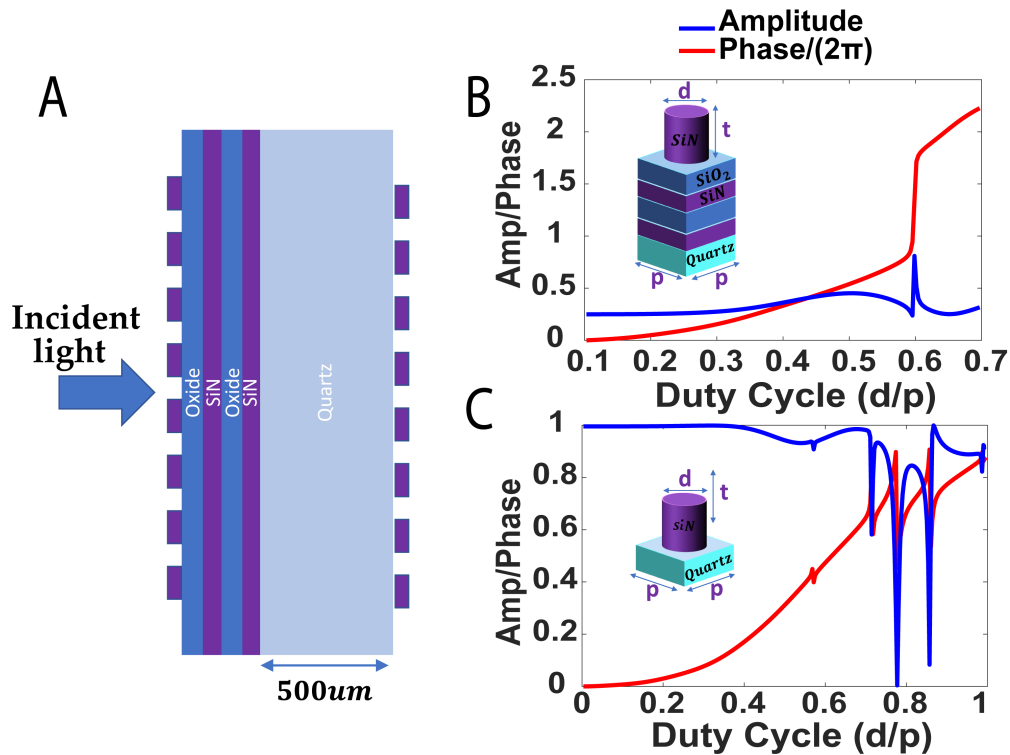 A
Incident
light
Oxide
SiN
Oxide
SiN
Quartz
500um
Amplitude
Phase/(2π)
B
2.5
2
1.5
1
0.5
0
Amp/Phase
0.1
0.2
0.3
0.4
0.5
0.6
0.7
Duty Cycle (d/p)
d
t
SiN
SiO2
SiN
Quartz
p
p
C
1
0.8
0.6
0.4
0.2
0
Amp/Phase
0
0.2
0.4
0.6
0.8
1
Duty Cycle (d/p)
d
t
SiN
Quartz
p
p